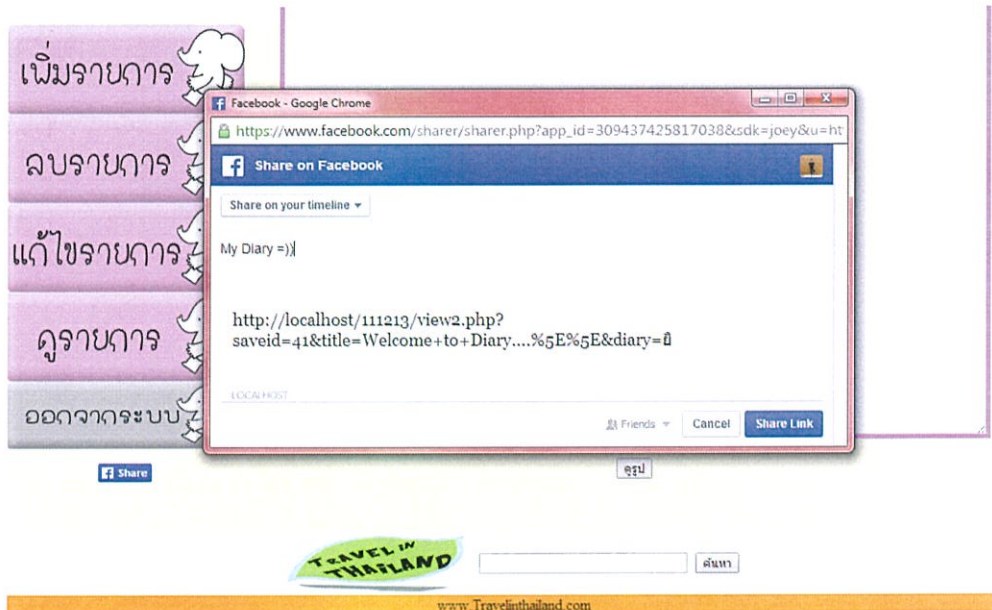 เพิ่มรายการ
ลบรายการ
แก้ไขรายการ
ดูรายการ
ออกจากระบบ
Share
Facebook - Google Chrome
https://www.facebook.com/sharer/sharer.php?app_id=309437425817038&sdk=joey&u=ht
Share on Facebook
Share on your timeline
My Diary =))
http://localhost/111213/view2.php?
saveid=41&title=Welcome+to+Diary....%5E%5E&diary=
LOCALHOST
Friends
Cancel
Share Link
ดูรูป
TRAVEL IN
THAILAND
ค้นหา
www.Travelinthailand.com